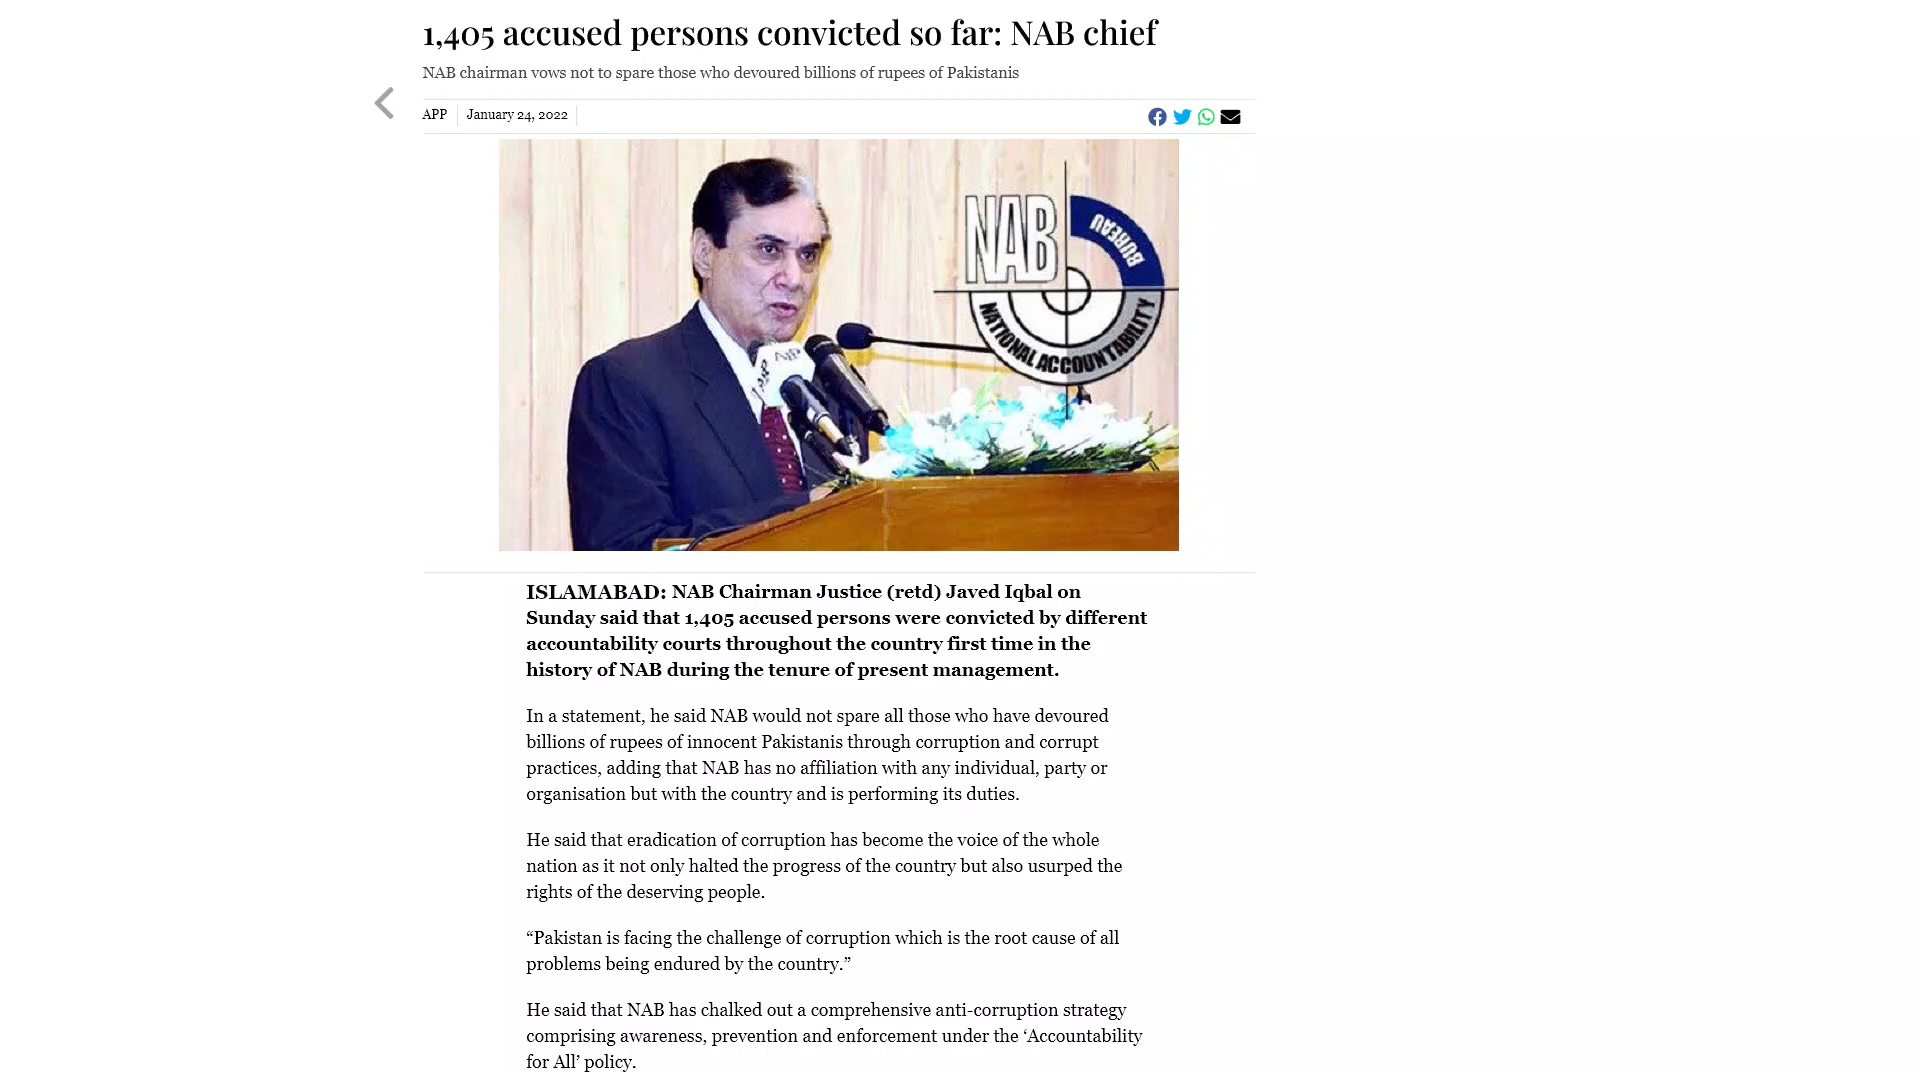 1,405 accused persons convicted so far: NAB chief
NAB chairman vows not to spare those who devoured billions of rupees of Pakistanis
APP
January 24, 2022
NAB
BUREAU
NATIONAL ACCOUNTABILITY
APP
ISLAMABAD: NAB Chairman Justice (retd) Javed Iqbal on
Sunday said that 1,405 accused persons were convicted by different
accountability courts throughout the country first time in the
history of NAB during the tenure of present management.
In a statement, he said NAB would not spare all those who have devoured
billions of rupees of innocent Pakistanis through corruption and corrupt
practices, adding that NAB has no affiliation with any individual, party or
organisation but with the country and is performing its duties.
He said that eradication of corruption has become the voice of the whole
nation as it not only halted the progress of the country but also usurped the
rights of the deserving people.
“Pakistan is facing the challenge of corruption which is the root cause of all
problems being endured by the country.”
He said that NAB has chalked out a comprehensive anti-corruption strategy
comprising awareness, prevention and enforcement under the ‘Accountability
for All’ policy.